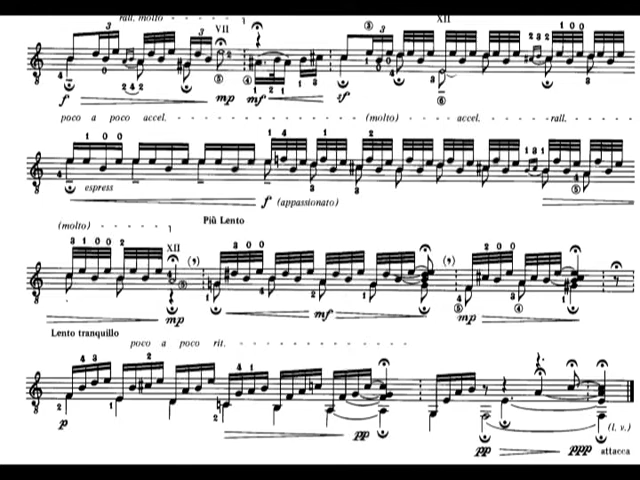 rall. molto
VII
XII
f
mp
mf
sf
poco a poco accel.
(molto)
accel.
rall.
espress
f (appassionato)
(molto)
Più Lento
XII
mp
mf
mp
Lento tranquillo
poco a poco rit.
p
pp
(l. v.)
pp
ppp
attacca